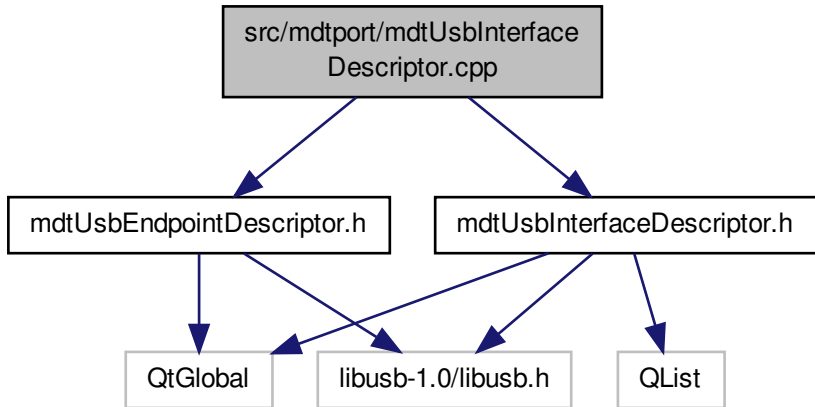 src/mdtport/mdtUsbInterface
Descriptor.cpp
mdtUsbEndpointDescriptor.h
mdtUsbInterfaceDescriptor.h
QtGlobal
libusb-1.0/libusb.h
QList